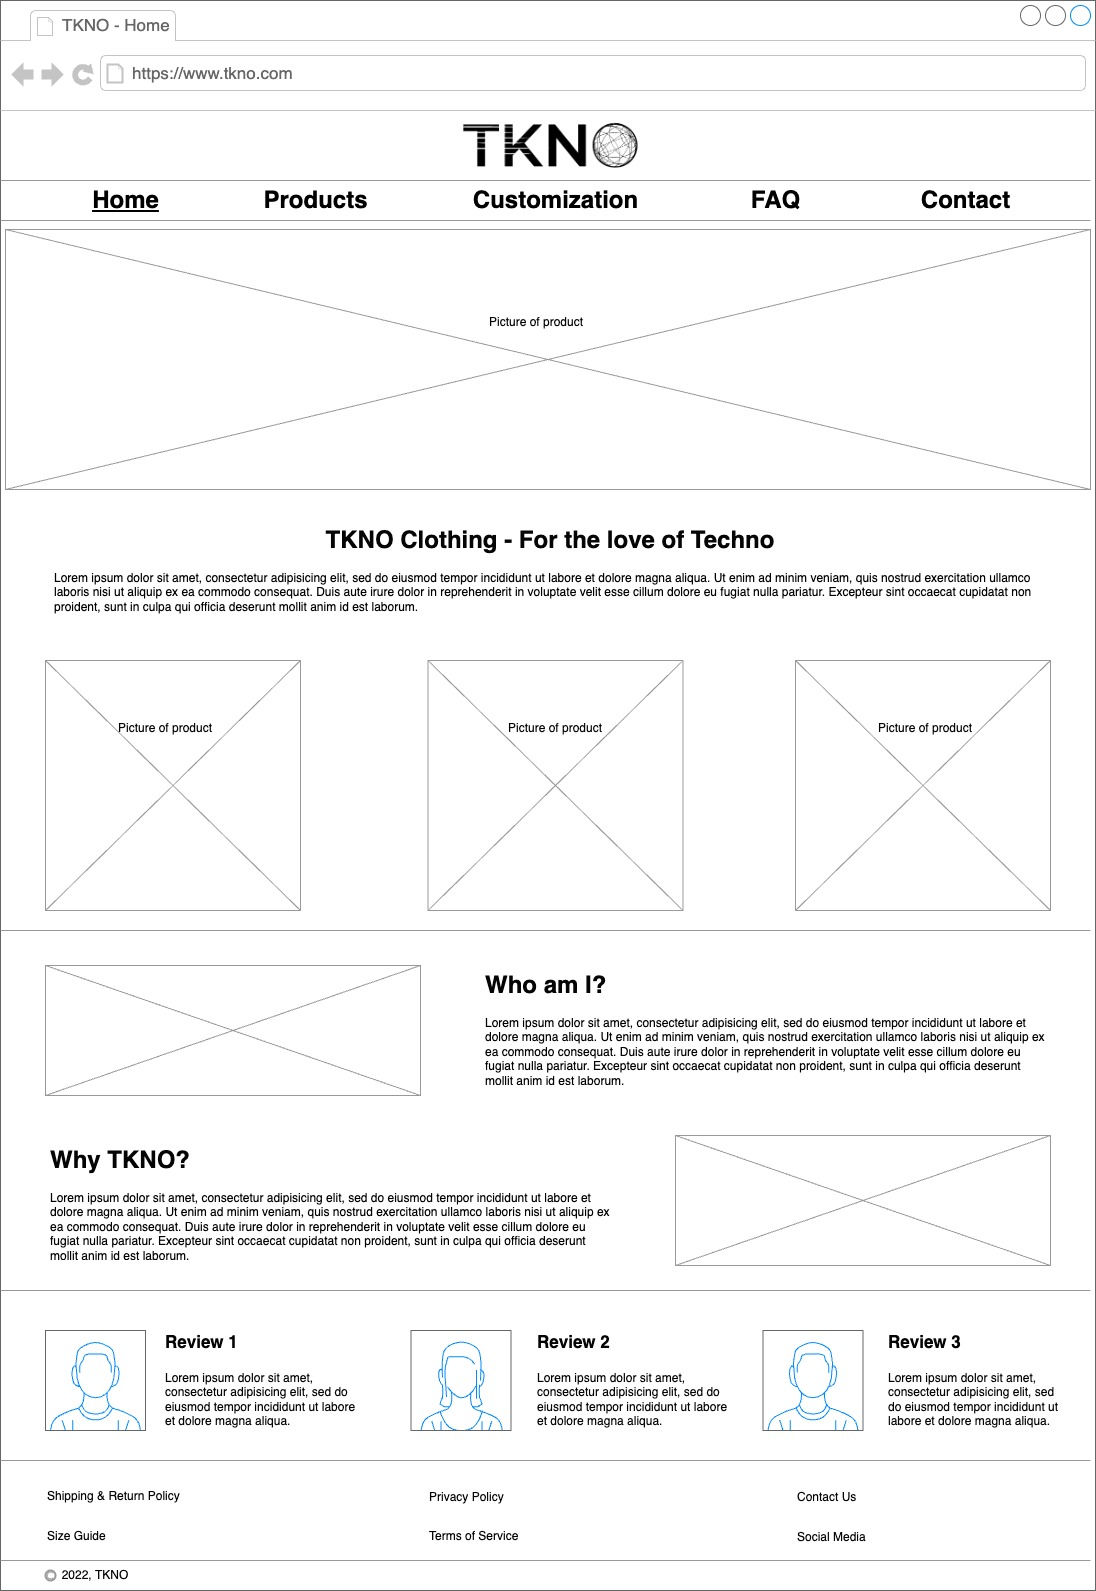 TKNO - Home
https://www.tkno.com
TKNO
Home Products Customization FAQ Contact
Picture of product
TKNO Clothing - For the love of Techno
Lorem ipsum dolor sit amet, consectetur adipisicing elit, sed do eiusmod tempor incididunt ut labore et dolore magna aliqua. Ut enim ad minim veniam, quis nostrud exercitation ullamco
laboris nisi ut aliquip ex ea commodo consequat. Duis aute irure dolor in reprehenderit in voluptate velit esse cillum dolore eu fugiat nulla pariatur. Excepteur sint occaecat cupidatat non
proident, sunt in culpa qui officia deserunt mollit anim id est laborum.
Picture of product Picture of product Picture of product
Who am I?
Lorem ipsum dolor sit amet, consectetur adipisicing elit, sed do eiusmod tempor incididunt ut labore et
dolore magna aliqua. Ut enim ad minim veniam, quis nostrud exercitation ullamco laboris nisi ut aliquip ex
ea commodo consequat. Duis aute irure dolor in reprehenderit in voluptate velit esse cillum dolore eu
fugiat nulla pariatur. Excepteur sint occaecat cupidatat non proident, sunt in culpa qui officia deserunt
mollit anim id est laborum.
Why TKNO?
Lorem ipsum dolor sit amet, consectetur adipisicing elit, sed do eiusmod tempor incididunt ut labore et
dolore magna aliqua. Ut enim ad minim veniam, quis nostrud exercitation ullamco laboris nisi ut aliquip ex
ea commodo consequat. Duis aute irure dolor in reprehenderit in voluptate velit esse cillum dolore eu
fugiat nulla pariatur. Excepteur sint occaecat cupidatat non proident, sunt in culpa qui officia deserunt
mollit anim id est laborum.
Review 1
Lorem ipsum dolor sit amet,
consectetur adipisicing elit, sed do
eiusmod tempor incididunt ut labore
et dolore magna aliqua.
Review 2
Lorem ipsum dolor sit amet,
consectetur adipisicing elit, sed do
eiusmod tempor incididunt ut labore
et dolore magna aliqua.
Review 3
Lorem ipsum dolor sit amet,
consectetur adipisicing elit, sed
do eiusmod tempor incididunt ut
labore et dolore magna aliqua.
Shipping & Return Policy Privacy Policy Contact Us
Size Guide Terms of Service Social Media
© 2022, TKNO